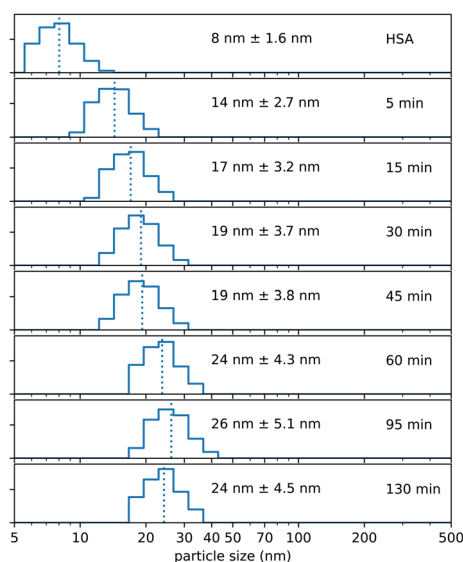 8 nm ± 1.6 nm HSA
14 nm ± 2.7 nm 5 min
17 nm ± 3.2 nm 15 min
19 nm ± 3.7 nm 30 min
19 nm ± 3.8 nm 45 min
24 nm ± 4.3 nm 60 min
26 nm ± 5.1 nm 95 min
24 nm ± 4.5 nm 130 min
5 10 20 30 40 50 70 100 200 500
particle size (nm)